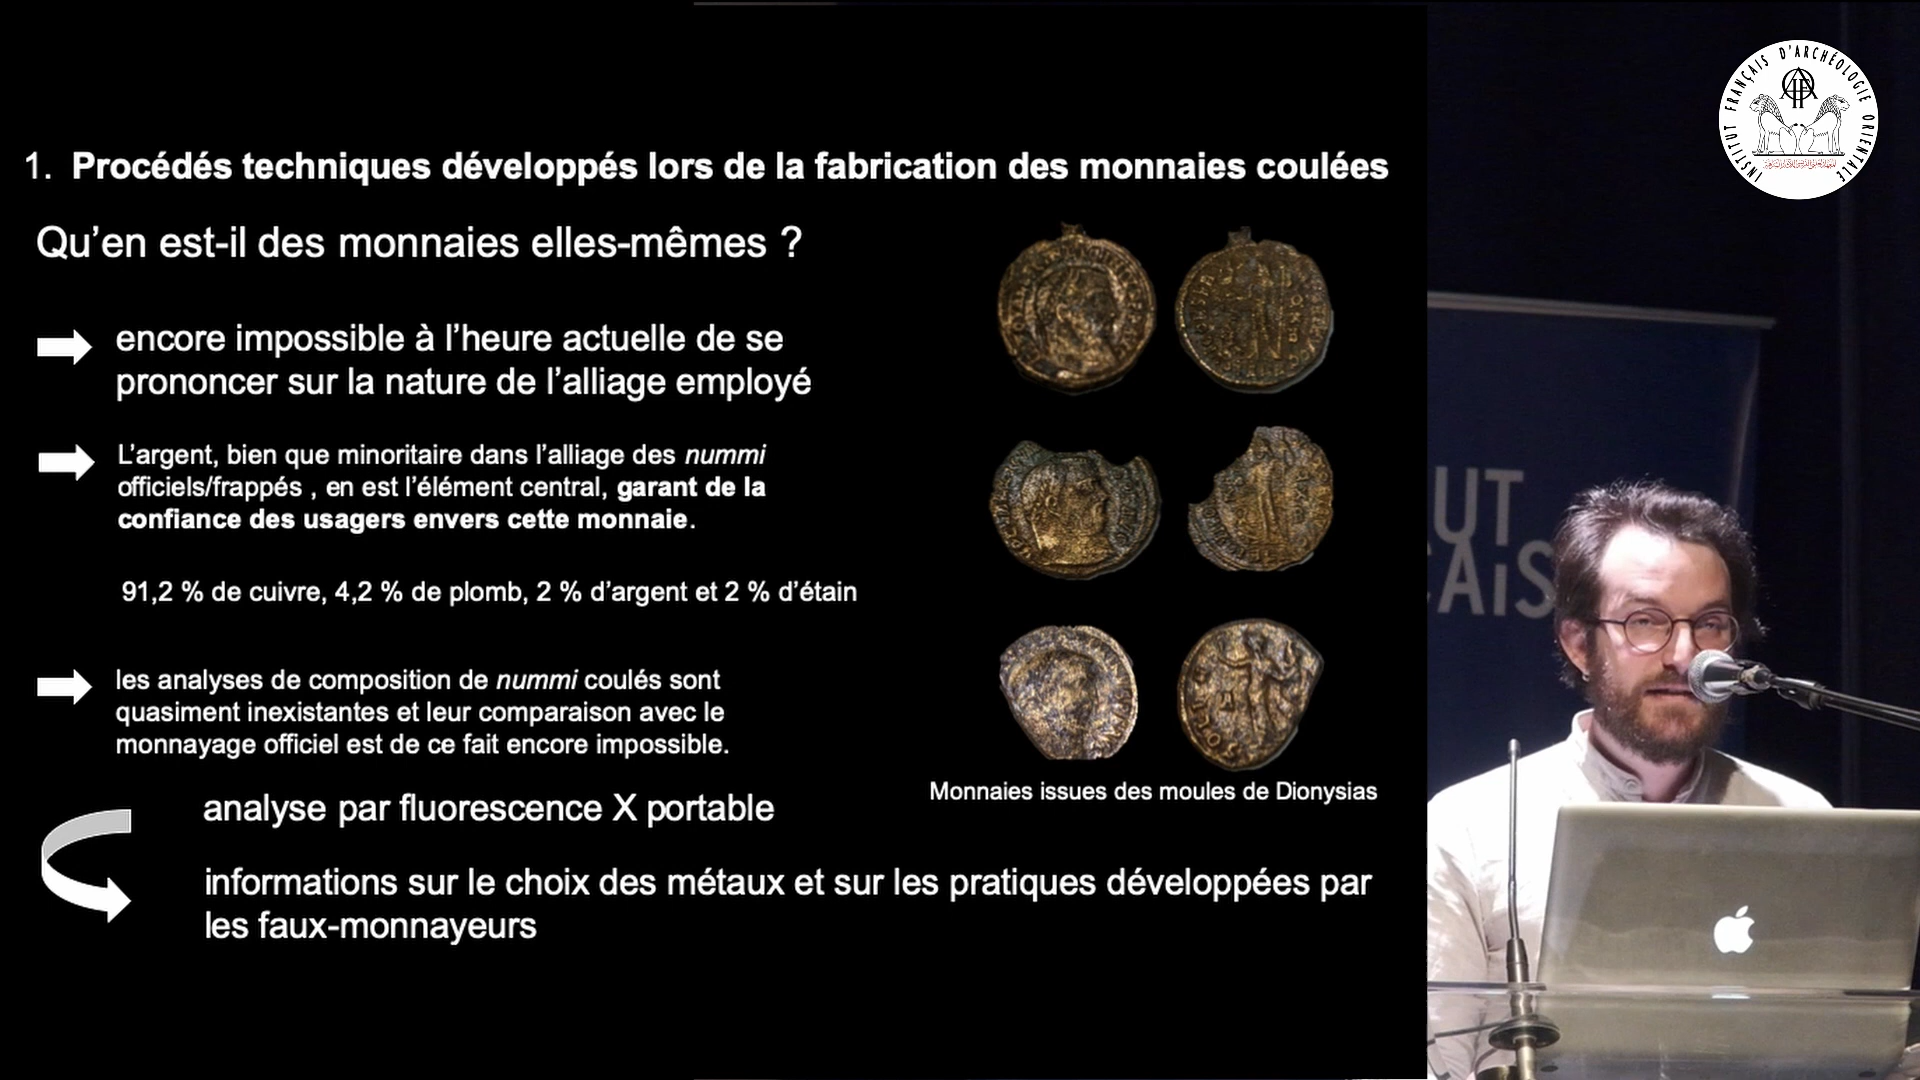 1. Procédés techniques développés lors de la fabrication des monnaies coulées
Qu’en est-il des monnaies elles-mêmes ?
encore impossible à l’heure actuelle de se
prononcer sur la nature de l’alliage employé
L’argent, bien que minoritaire dans l’alliage des nummi
officiels/frappés , en est l’élément central, garant de la
confiance des usagers envers cette monnaie.
91,2 % de cuivre, 4,2 % de plomb, 2 % d’argent et 2 % d’étain
les analyses de composition de nummi coulés sont
quasiment inexistantes et leur comparaison avec le
monnayage officiel est de ce fait encore impossible.
Monnaies issues des moules de Dionysias
analyse par fluorescence X portable
informations sur le choix des métaux et sur les pratiques développées par
les faux-monnayeurs
INSTITUT FRANÇAIS D'ARCHÉOLOGIE ORIENTALE
UT
AiS